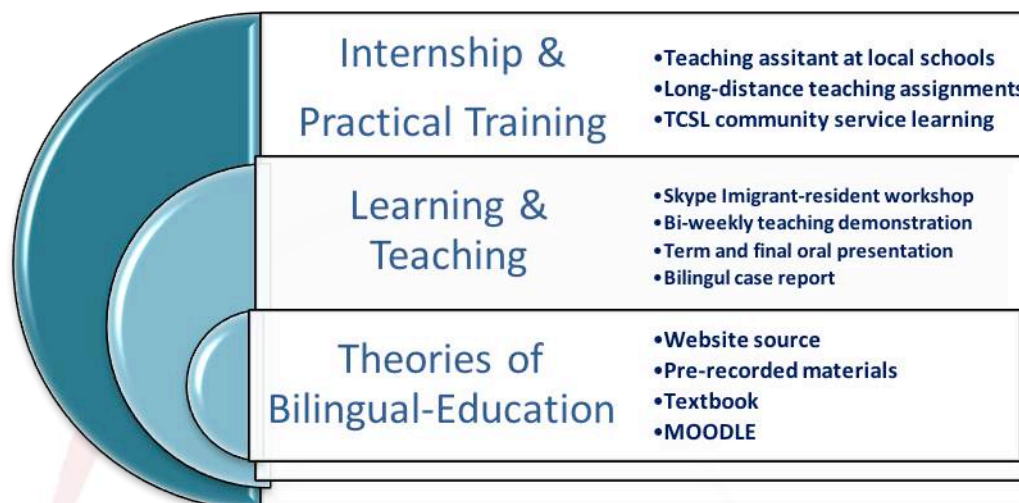 Internship &
Practical Training
•Teaching assitant at local schools
•Long-distance teaching assignments
•TCSL community service learning
Learning &
Teaching
•Skype Imigrant-resident workshop
•Bi-weekly teaching demonstration
•Term and final oral presentation
•Bilingul case report
Theories of
Bilingual-Education
•Website source
•Pre-recorded materials
•Textbook
•MOODLE